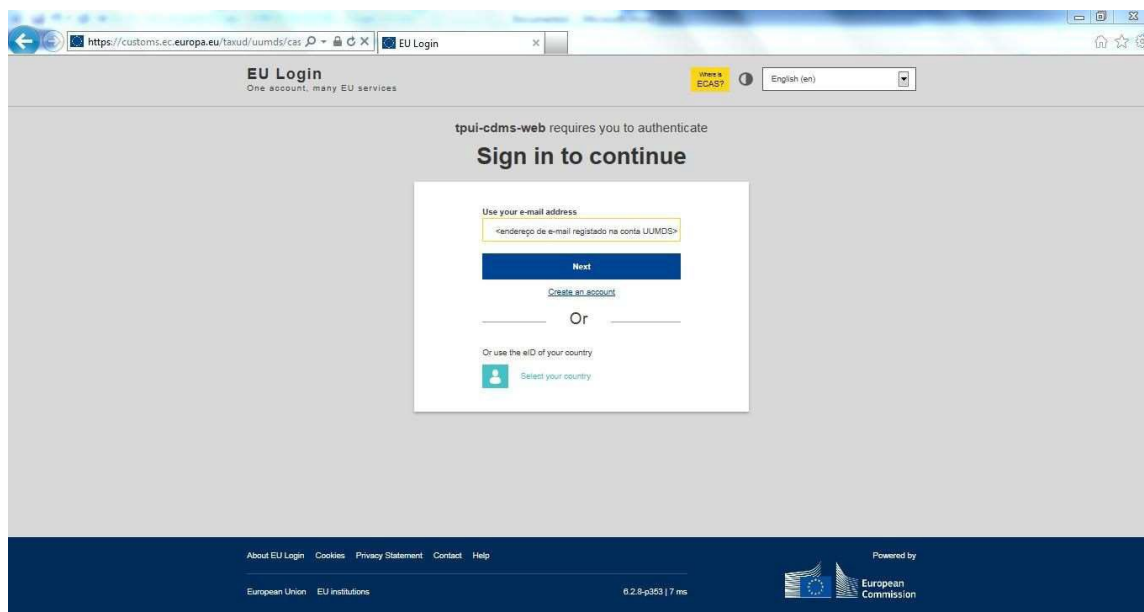 https://customs.ec.europa.eu/taxud/uumds/cas
EU Login
EU Login
One account, many EU services
Where is
ECAS?
English (en)
tpui-cdms-web requires you to authenticate
Sign in to continue
Use your e-mail address
<endereço de e-mail registado na conta UUMDS>
Next
Create an account
Or
Or use the eID of your country
Select your country
About EU Login Cookies Privacy Statement Contact Help
Powered by
European Union EU institutions
6.2.8-p353 | 7 ms
European
Commission